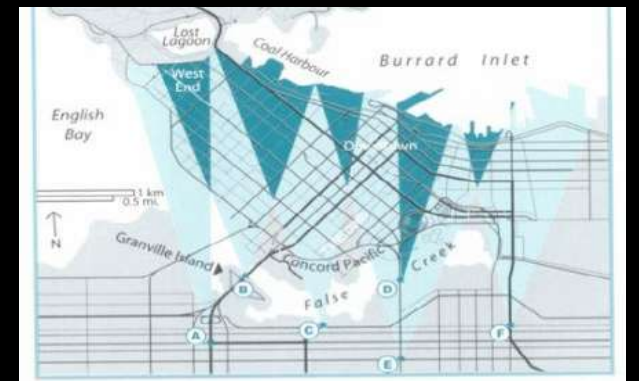 Lost
Lagoon
Coal Harbour
Burrard Inlet
West
End
English
Bay
Downtown
1 km
0.5 mi.
N
Granville Island
Concord Pacific
False
Creek
A
B
C
D
E
F